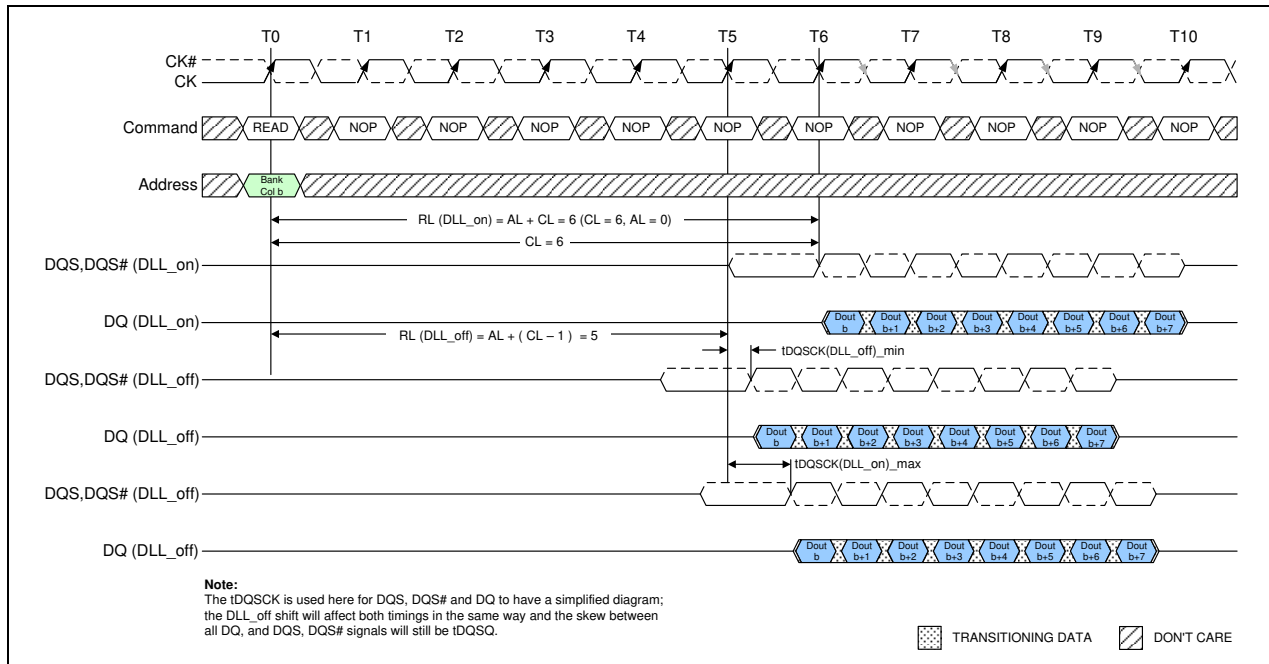 T0 T1 T2 T3 T4 T5 T6 T7 T8 T9 T10
CK#
CK
Command READ NOP NOP NOP NOP NOP NOP NOP NOP NOP NOP
Address Bank
Col b
RL (DLL_on) = AL + CL = 6 (CL = 6, AL = 0)
CL = 6
DQS,DQS# (DLL_on)
DQ (DLL_on) Dout b Dout b+1 Dout b+2 Dout b+3 Dout b+4 Dout b+5 Dout b+6 Dout b+7
RL (DLL_off) = AL + ( CL – 1 ) = 5
tDQSCK(DLL_off)_min
DQS,DQS# (DLL_off)
DQ (DLL_off) Dout b Dout b+1 Dout b+2 Dout b+3 Dout b+4 Dout b+5 Dout b+6 Dout b+7
tDQSCK(DLL_on)_max
DQS,DQS# (DLL_off)
DQ (DLL_off) Dout b Dout b+1 Dout b+2 Dout b+3 Dout b+4 Dout b+5 Dout b+6 Dout b+7
Note:
The tDQSCK is used here for DQS, DQS# and DQ to have a simplified diagram;
the DLL_off shift will affect both timings in the same way and the skew between
all DQ, and DQS, DQS# signals will still be tDQSQ.
TRANSITIONING DATA DON'T CARE